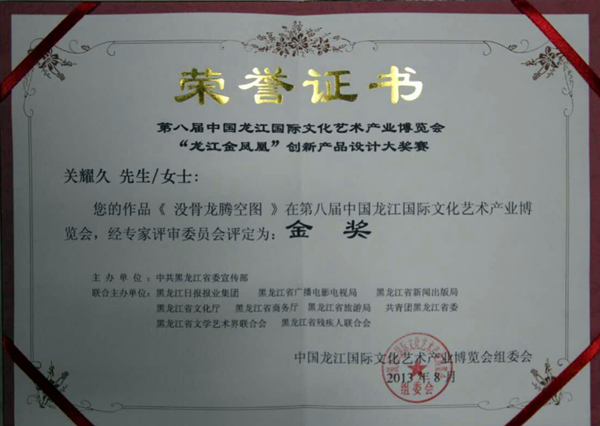 荣誉证书
第八届中国龙江国际文化艺术产业博览会
“龙江金凤凰”创新产品设计大奖赛
关耀久 先生/女士:
您的作品《 没骨龙腾空图 》在第八届中国龙江国际文化艺术产业博
览会，经专家评审委员会评定为: 金 奖
主 办 单 位: 中共黑龙江省委宣传部
联合主办单位: 黑龙江日报报业集团 黑龙江省广播电影电视局 黑龙江省新闻出版局
黑龙江省文化厅 黑龙江省商务厅 黑龙江省旅游局 共青团黑龙江省委
黑龙江省文学艺术界联合会 黑龙江省残疾人联合会
中国龙江国际文化艺术产业博览会组委会
2013 年 8 月
组委会